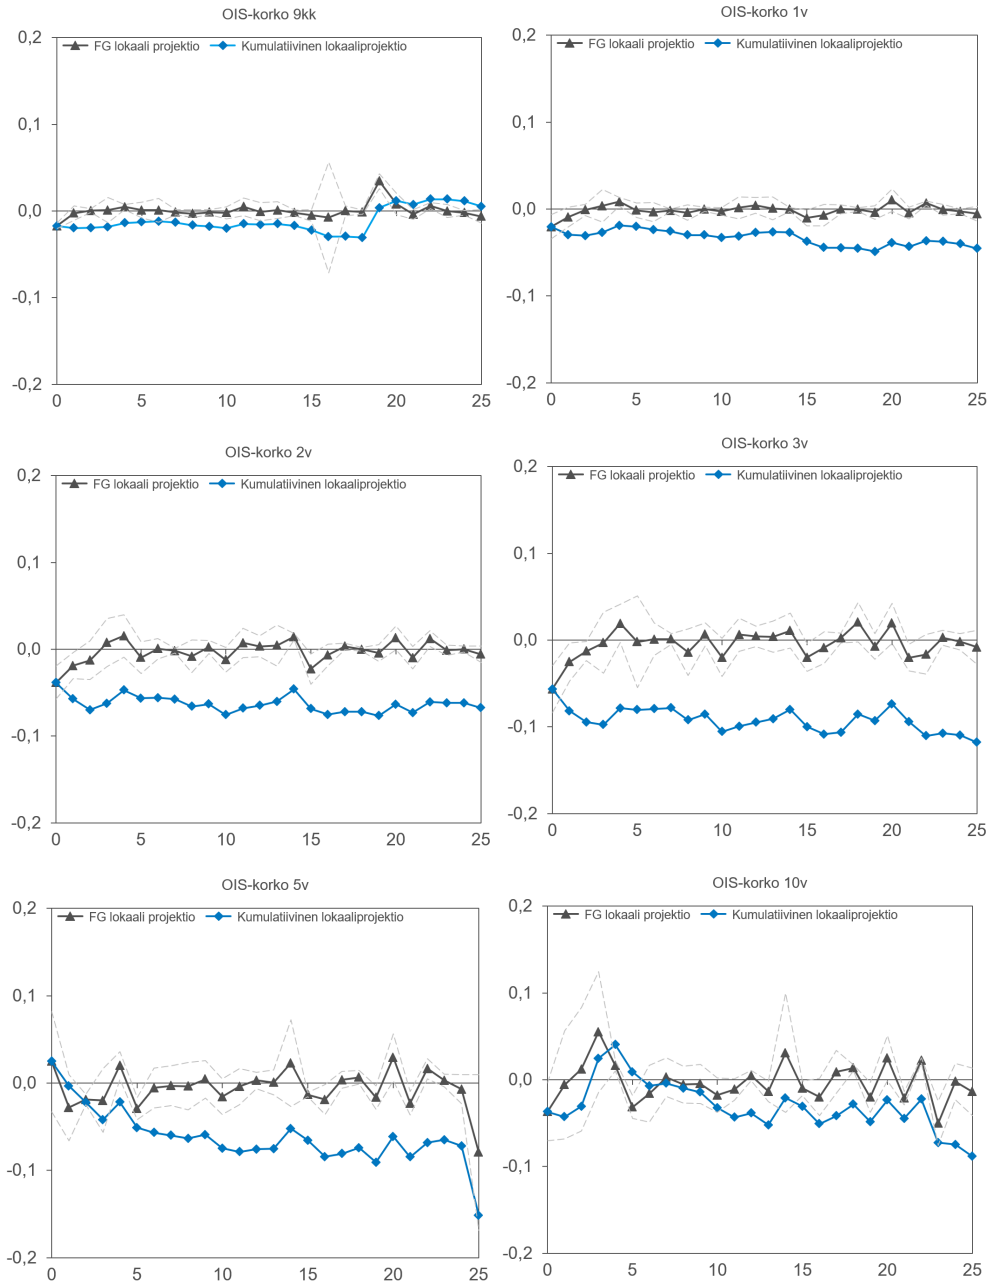 OIS-korko 9kk
FG lokaali projektio Kumulatiivinen lokaaliprojektio
0,2
0,1
0,0
-0,1
-0,2
0 5 10 15 20 25
OIS-korko 1v
FG lokaali projektio Kumulatiivinen lokaaliprojektio
0,2
0,1
0,0
-0,1
-0,2
0 5 10 15 20 25
OIS-korko 2v
FG lokaali projektio Kumulatiivinen lokaaliprojektio
0,2
0,1
0,0
-0,1
-0,2
0 5 10 15 20 25
OIS-korko 3v
FG lokaali projektio Kumulatiivinen lokaaliprojektio
0,2
0,1
0,0
-0,1
-0,2
0 5 10 15 20 25
OIS-korko 5v
FG lokaali projektio Kumulatiivinen lokaaliprojektio
0,2
0,1
0,0
-0,1
-0,2
0 5 10 15 20 25
OIS-korko 10v
FG lokaali projektio Kumulatiivinen lokaaliprojektio
0,2
0,1
0,0
-0,1
-0,2
0 5 10 15 20 25